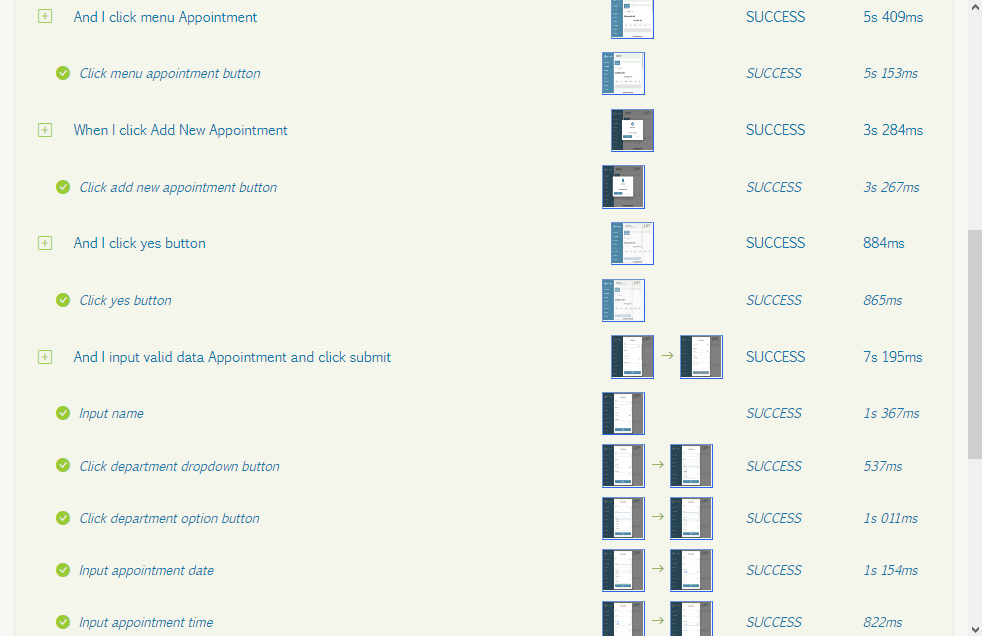 And I click menu Appointment SUCCESS 5s 409ms
Click menu appointment button SUCCESS 5s 153ms
When I click Add New Appointment SUCCESS 3s 284ms
Click add new appointment button SUCCESS 3s 267ms
And I click yes button SUCCESS 884ms
Click yes button SUCCESS 865ms
And I input valid data Appointment and click submit SUCCESS 7s 195ms
Input name SUCCESS 1s 367ms
Click department dropdown button SUCCESS 537ms
Click department option button SUCCESS 1s 011ms
Input appointment date SUCCESS 1s 154ms
Input appointment time SUCCESS 822ms